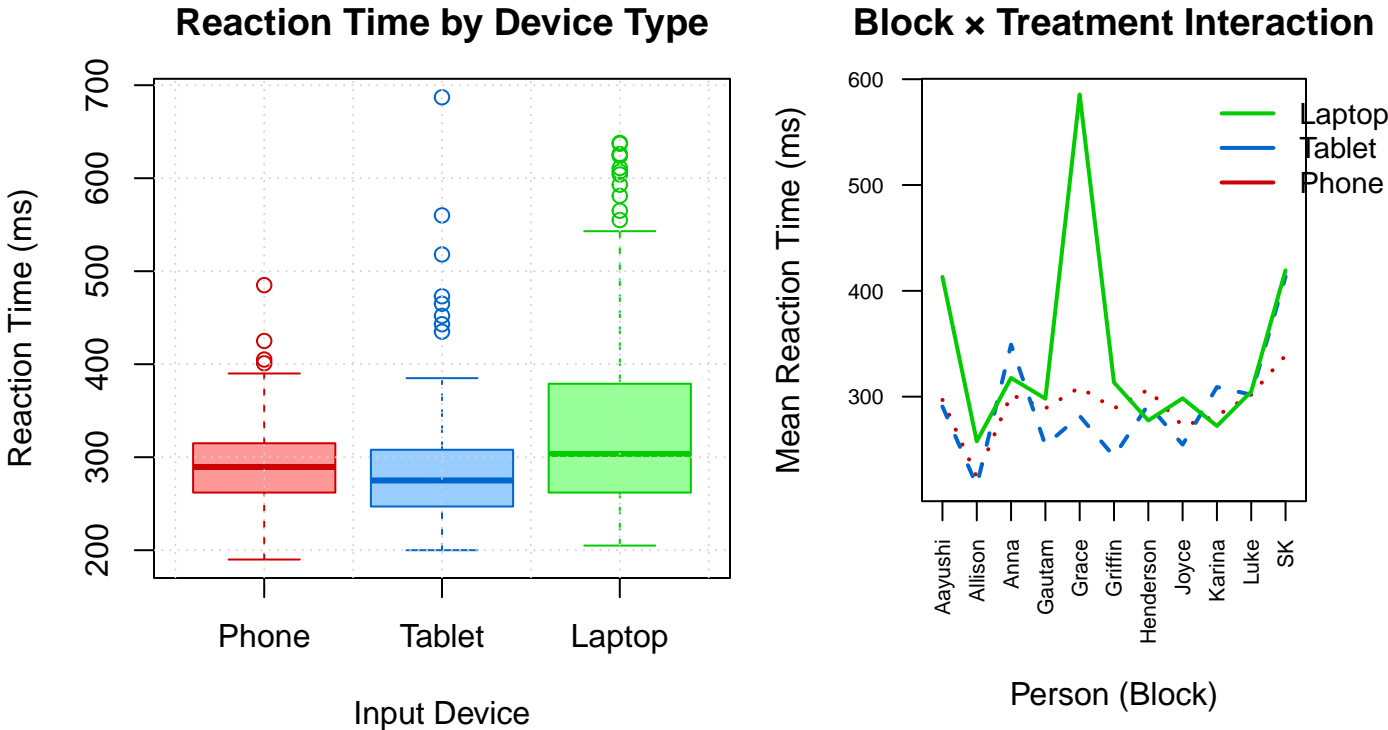 Reaction Time by Device Type
Reaction Time (ms)
700
600
500
400
300
200
Phone
Tablet
Laptop
Input Device
Block × Treatment Interaction
Mean Reaction Time (ms)
600
500
400
300
Laptop
Tablet
Phone
Aayushi
Allison
Anna
Gautam
Grace
Griffin
Henderson
Joyce
Karina
Luke
SK
Person (Block)